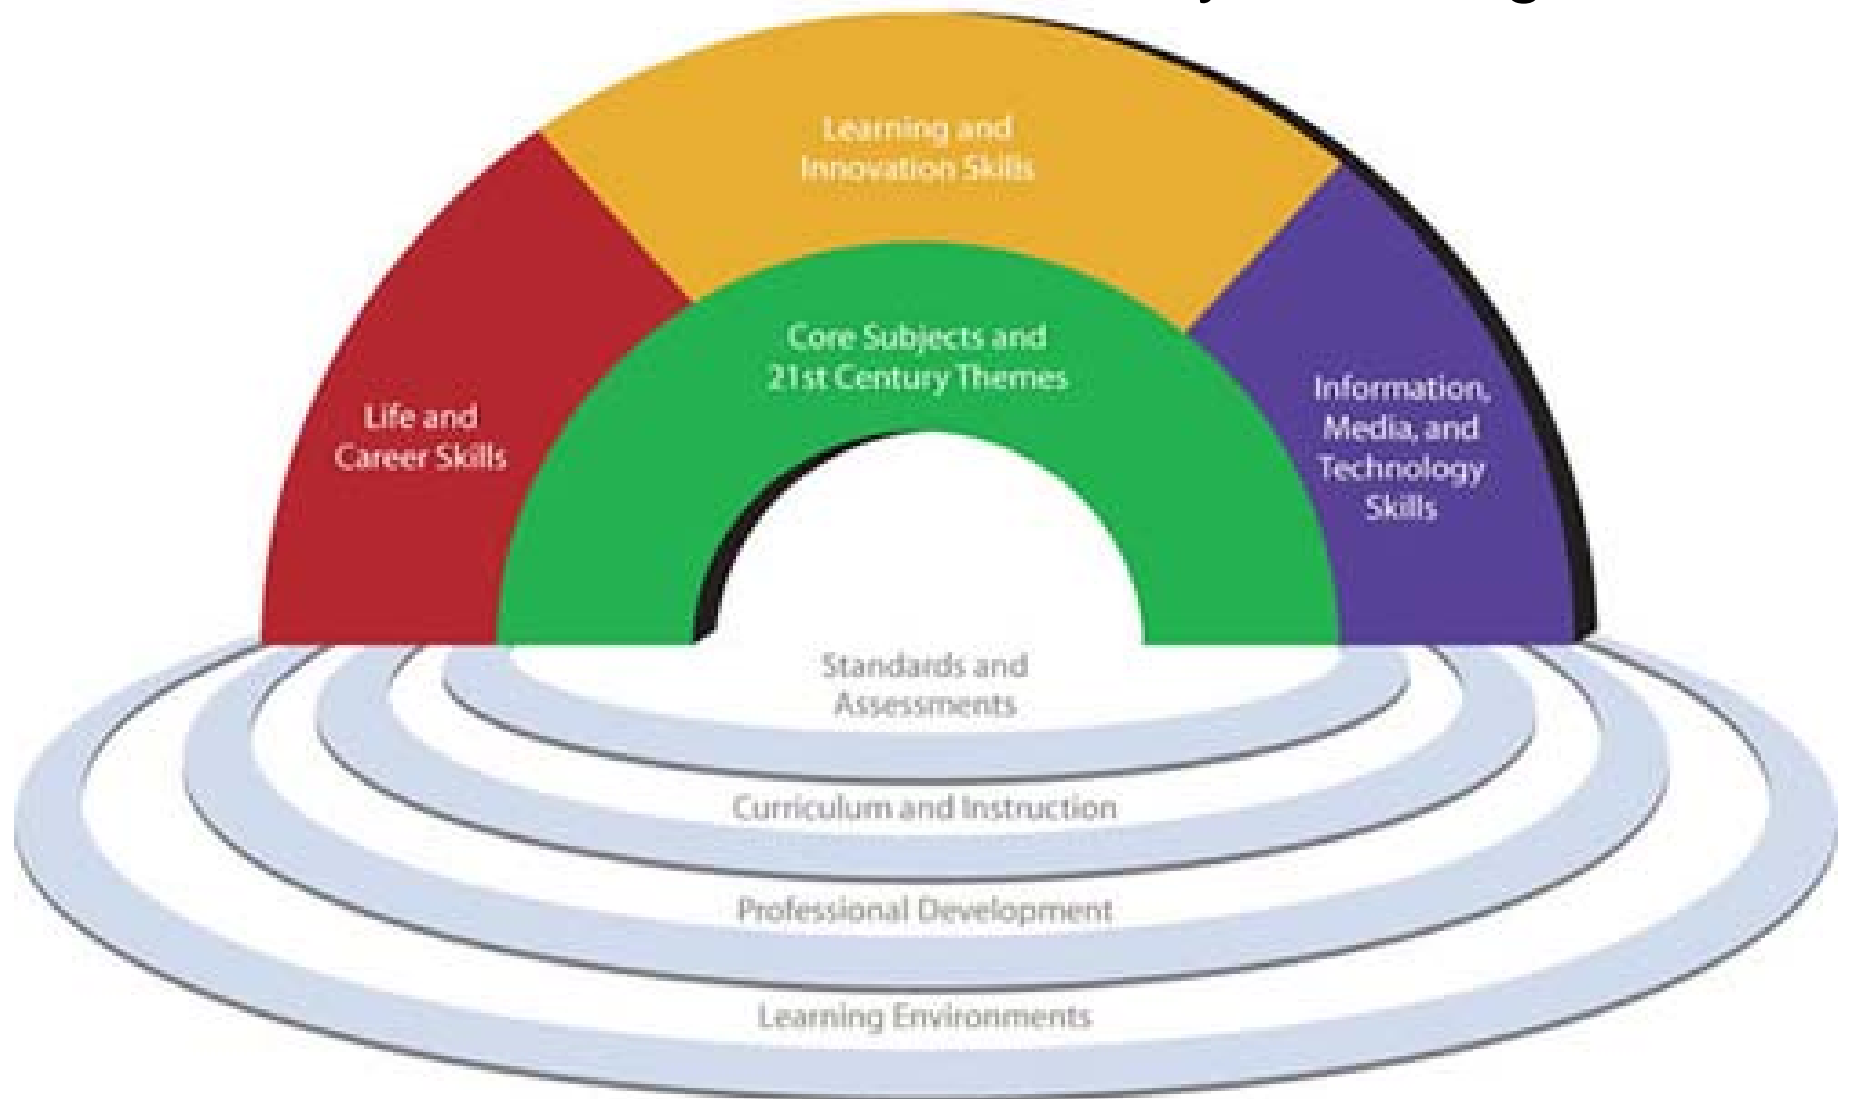 Learning and
Innovation Skills
Core Subjects and
21st Century Themes
Life and
Career Skills
Information,
Media, and
Technology
Skills
Standards and
Assessments
Curriculum and Instruction
Professional Development
Learning Environments